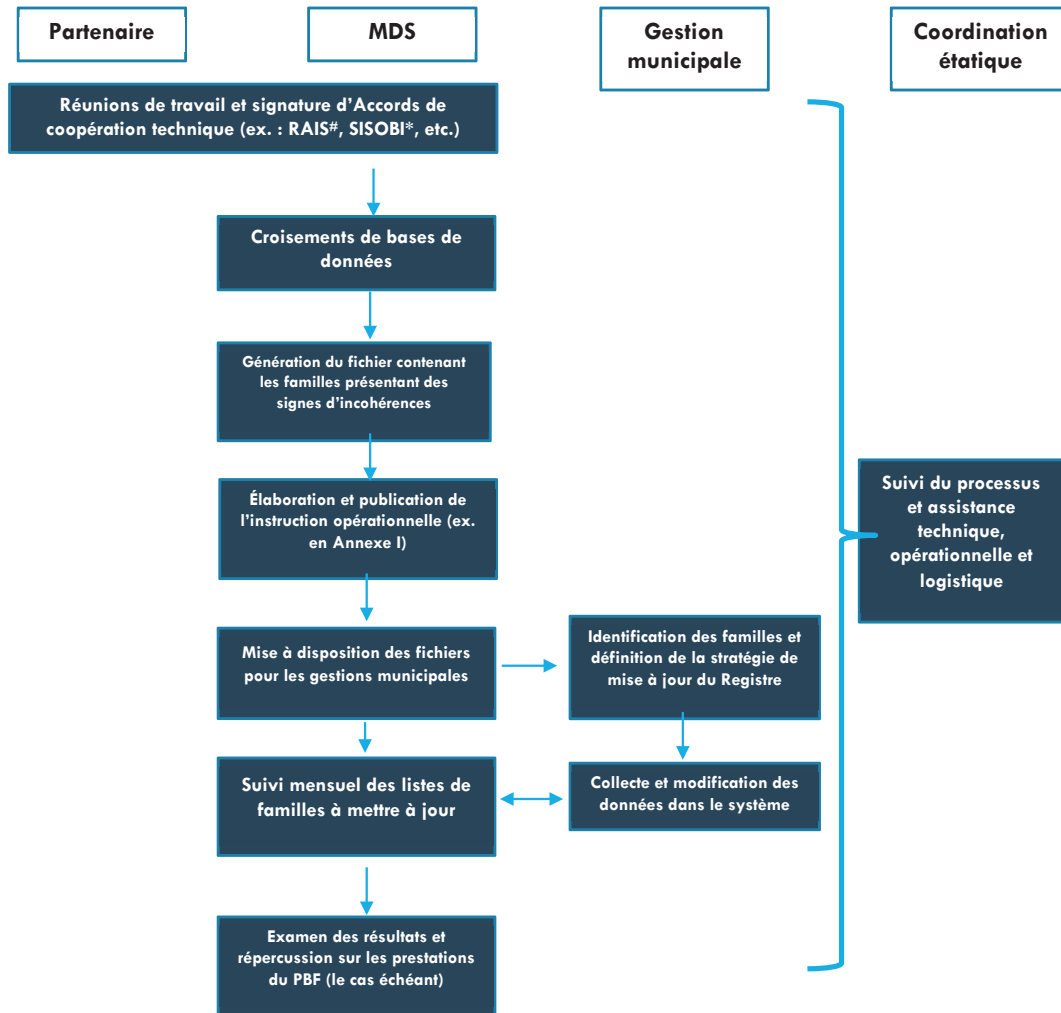 Partenaire
MDS
Gestion
municipale
Coordination
étatique
Réunions de travail et signature d'Accords de
coopération technique (ex. : RAIS#, SISOBI*, etc.)
Croisements de bases de
données
Génération du fichier contenant
les familles présentant des
signes d'incohérences
Élaboration et publication de
l'instruction opérationnelle (ex.
en Annexe I)
Mise à disposition des fichiers
pour les gestions municipales
Identification des familles et
définition de la stratégie de
mise à jour du Registre
Suivi mensuel des listes de
familles à mettre à jour
Collecte et modification des
données dans le système
Examen des résultats et
répercussion sur les prestations
du PBF (le cas échéant)
Suivi du processus
et assistance
technique,
opérationnelle et
logistique